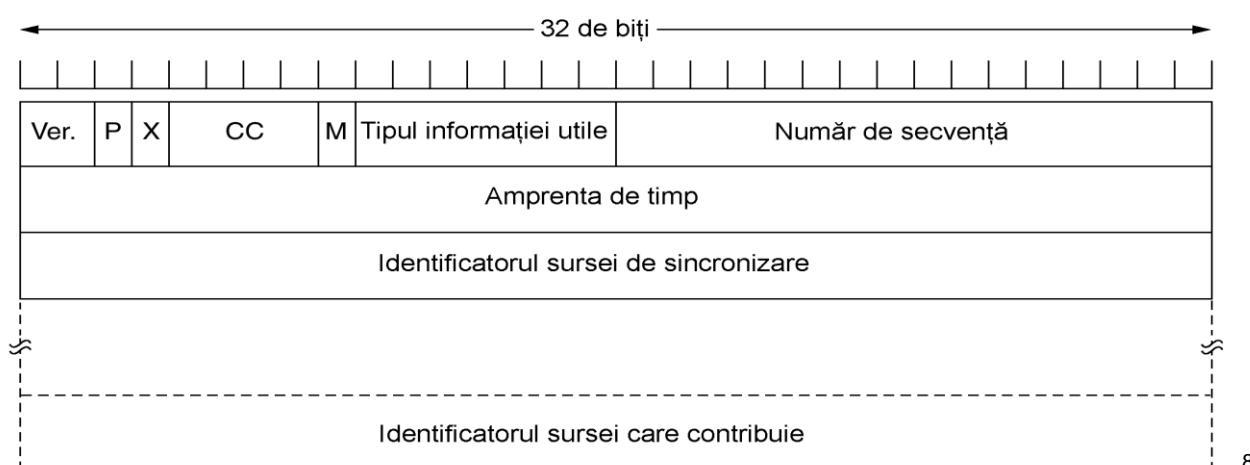 32 de biți
Ver. P X CC M Tipul informației utile Număr de secvență
Amprenta de timp
Identificatorul sursei de sincronizare
Identificatorul sursei care contribuie